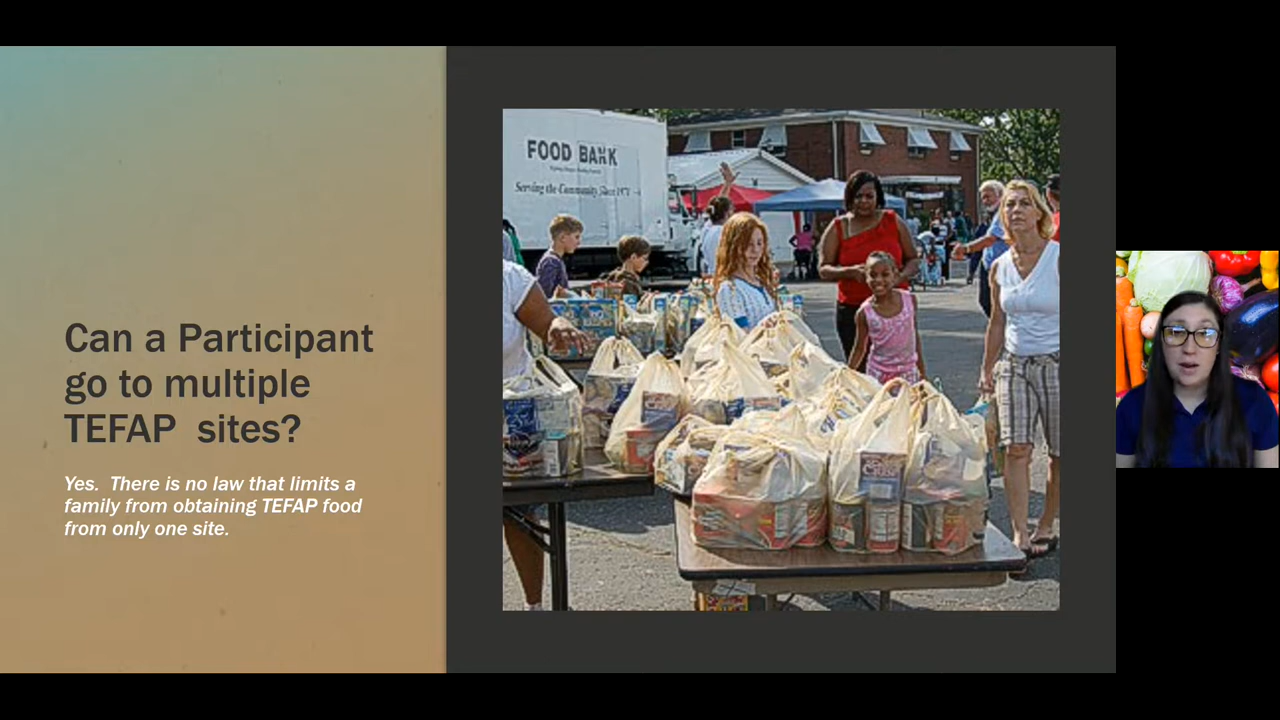 Can a Participant
go to multiple
TEFAP  sites?
Yes.  There is no law that limits a
family from obtaining TEFAP food
from only one site.
FOOD BANK
Serving the Community Since 1971